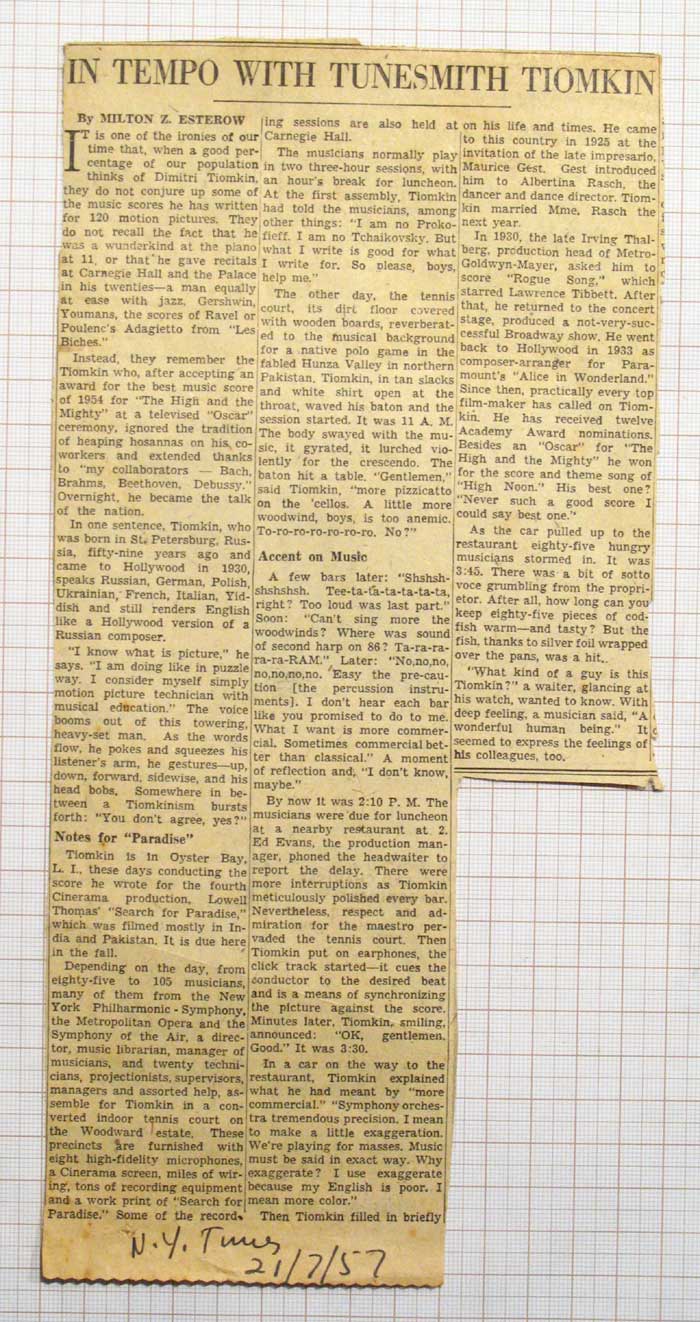 IN TEMPO WITH TUNESMITH TIOMKIN
By MILTON Z. ESTEROW
IT is one of the ironies of our
time that, when a good per-
centage of our population
thinks of Dimitri Tiomkin,
they do not conjure up some of
the music scores he has written
for 120 motion pictures. They
do not recall the fact that he
was a wunderkind at the piano
at 11, or that he gave recitals
at Carnegie Hall and the Palace
in his twenties—a man equally
at ease with jazz, Gershwin,
Youmans, the scores of Ravel or
Poulenc's Adagietto from "Les
Biches."
Instead, they remember the
Tiomkin who, after accepting an
award for the best music score
of 1954 for "The High and the
Mighty" at a televised "Oscar"
ceremony, ignored the tradition
of heaping hosannas on his co-
workers and extended thanks
to "my collaborators — Bach,
Brahms, Beethoven, Debussy."
Overnight, he became the talk
of the nation.
In one sentence, Tiomkin, who
was born in St. Petersburg, Rus-
sia, fifty-nine years ago and
came to Hollywood in 1930,
speaks Russian, German, Polish,
Ukrainian, French, Italian, Yid-
dish and still renders English
like a Hollywood version of a
Russian composer.
"I know what is picture," he
says. "I am doing like in puzzle
way. I consider myself simply
motion picture technician with
musical education." The voice
booms out of this towering,
heavy-set man. As the words
flow, he pokes and squeezes his
listener's arm, he gestures—up,
down, forward, sidewise, and his
head bobs. Somewhere in be-
tween a Tiomkinism bursts
forth: "You don't agree, yes?"
Notes for "Paradise"
Tiomkin is in Oyster Bay,
L. I., these days conducting the
score he wrote for the fourth
Cinerama production, Lowell
Thomas' "Search for Paradise,"
which was filmed mostly in In-
dia and Pakistan. It is due here
in the fall.
Depending on the day, from
eighty-five to 105 musicians,
many of them from the New
York Philharmonic-Symphony,
the Metropolitan Opera and the
Symphony of the Air, a direc-
tor, music librarian, manager of
musicians, and twenty techni-
cians, projectionists, supervisors,
managers and assorted help, as-
semble for Tiomkin in a con-
verted indoor tennis court on
the Woodward estate. These
precincts are furnished with
eight high-fidelity microphones,
a Cinerama screen, miles of wir-
ing, tons of recording equipment
and a work print of "Search for
Paradise." Some of the record-
ing sessions are also held at
Carnegie Hall.
The musicians normally play
in two three-hour sessions, with
an hour's break for luncheon.
At the first assembly, Tiomkin
had told the musicians, among
other things: "I am no Proko-
fieff. I am no Tchaikovsky. But
what I write is good for what
I write for. So please, boys,
help me."
The other day, the tennis
court, its dirt floor covered
with wooden boards, reverberat-
ed to the musical background
for a native polo game in the
fabled Hunza Valley in northern
Pakistan. Tiomkin, in tan slacks
and white shirt open at the
throat, waved his baton and the
session started. It was 11 A. M.
The body swayed with the mu-
sic, it gyrated, it lurched vio-
lently for the crescendo. The
baton hit a table. "Gentlemen,"
said Tiomkin, "more pizzicato
on the 'cellos. A little more
woodwind, boys, is too anemic.
To-ro-ro-ro-ro-ro-ro. No?"
Accent on Music
A few bars later: "Shshsh-
shshshsh. Tee-ta-ta-ta-ta-ta-ta,
right? Too loud was last part."
Soon: "Can't sing more the
woodwinds? Where was sound
of second harp on 86? Ta-ra-ra-
ra-ra-RAM." Later: "No,no,no,
no,no,no,no. Easy the pre-cau-
tion [the percussion instru-
ments]. I don't hear each bar
like you promised to do to me.
What I want is more commer-
cial. Sometimes commercial bet-
ter than classical." A moment
of reflection and, "I don't know,
maybe."
By now it was 2:10 P. M. The
musicians were due for luncheon
at a nearby restaurant at 2.
Ed Evans, the production man-
ager, phoned the headwaiter to
report the delay. There were
more interruptions as Tiomkin
meticulously polished every bar.
Nevertheless, respect and ad-
miration for the maestro per-
vaded the tennis court. Then
Tiomkin put on earphones, the
click track started—it cues the
conductor to the desired beat
and is a means of synchronizing
the picture against the score.
Minutes later, Tiomkin, smiling,
announced: "OK, gentlemen.
Good." It was 3:30.
In a car on the way to the
restaurant, Tiomkin explained
what he had meant by "more
commercial." "Symphony orches-
tra tremendous precision. I mean
to make a little exaggeration.
We're playing for masses. Music
must be said in exact way. Why
exaggerate? I use exaggerate
because my English is poor. I
mean more color."
Then Tiomkin filled in briefly
on his life and times. He came
to this country in 1925 at the
invitation of the late impresario,
Maurice Gest. Gest introduced
him to Albertina Rasch, the
dancer and dance director. Tiom-
kin married Mme. Rasch the
next year.
In 1930, the late Irving Thal-
berg, production head of Metro-
Goldwyn-Mayer, asked him to
score "Rogue Song," which
starred Lawrence Tibbett. After
that, he returned to the concert
stage, produced a not-very-suc-
cessful Broadway show. He went
back to Hollywood in 1933 as
composer-arranger for Para-
mount's "Alice in Wonderland."
Since then, practically every top
film-maker has called on Tiom-
kin. He has received twelve
Academy Award nominations.
Besides an "Oscar" for "The
High and the Mighty" he won
for the score and theme song of
"High Noon." His best one?
"Never such a good score I
could say best one."
As the car pulled up to the
restaurant eighty-five hungry
musicians stormed in. It was
3:45. There was a bit of sotto
voce grumbling from the propri-
etor. After all, how long can you
keep eighty-five pieces of cod-
fish warm—and tasty? But the
fish, thanks to silver foil wrapped
over the pans, was a hit.
"What kind of a guy is this
Tiomkin?" a waiter, glancing at
his watch, wanted to know. With
deep feeling, a musician said, "A
wonderful human being." It
seemed to express the feelings of
his colleagues, too.
N.Y. Times
21/7/57